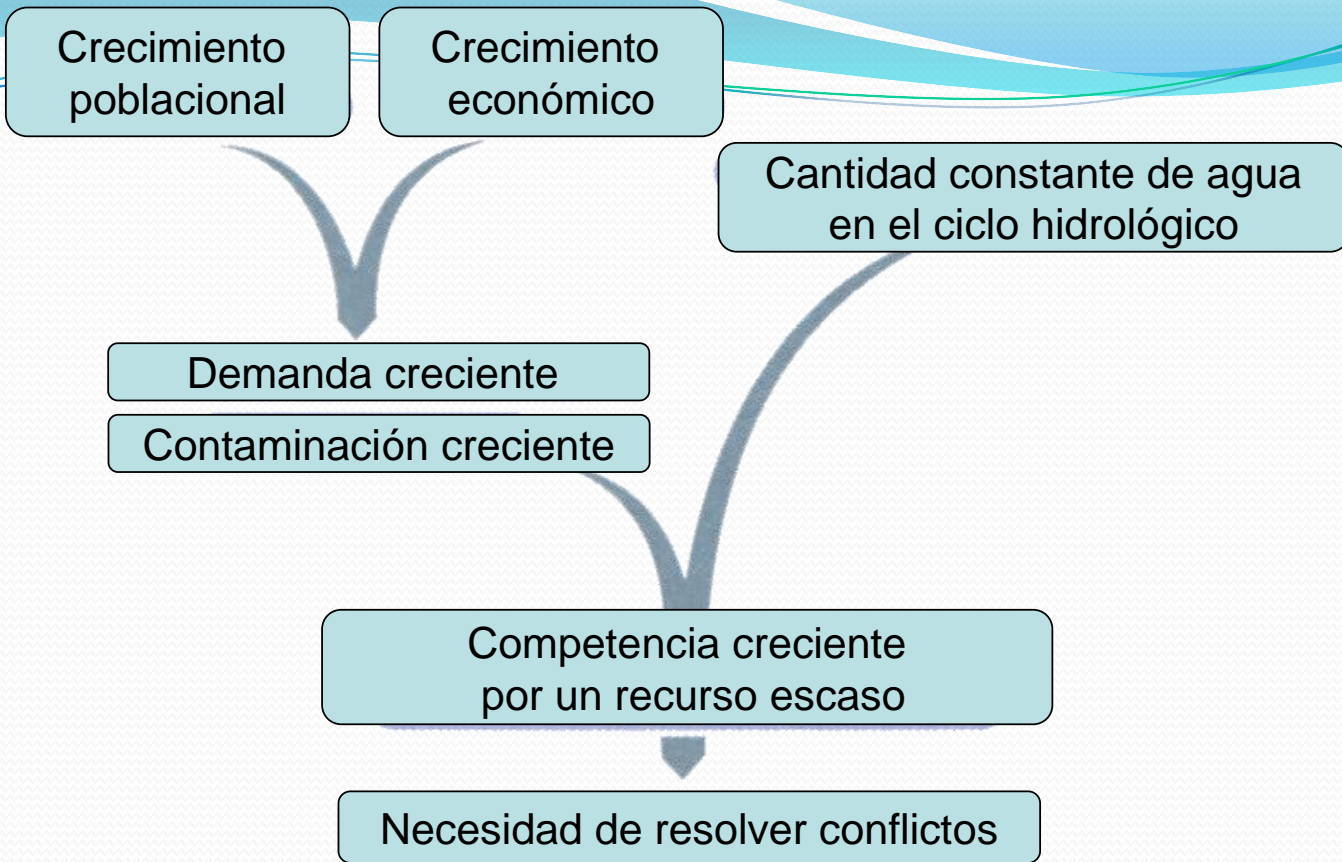 Crecimiento
poblacional
Crecimiento
económico
Cantidad constante de agua
en el ciclo hidrológico
Demanda creciente
Contaminación creciente
Competencia creciente
por un recurso escaso
Necesidad de resolver conflictos